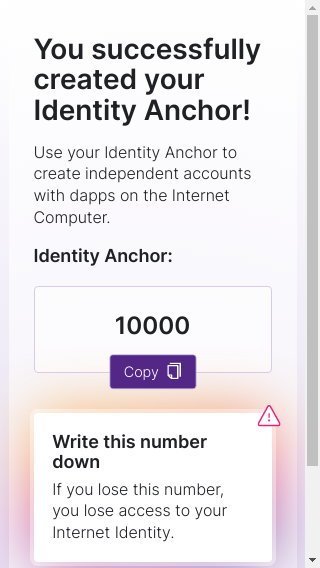 You successfully
created your
Identity Anchor!
Use your Identity Anchor to
create independent accounts
with dapps on the Internet
Computer.
Identity Anchor:
10000
Copy
Write this number
down
If you lose this number,
you lose access to your
Internet Identity.